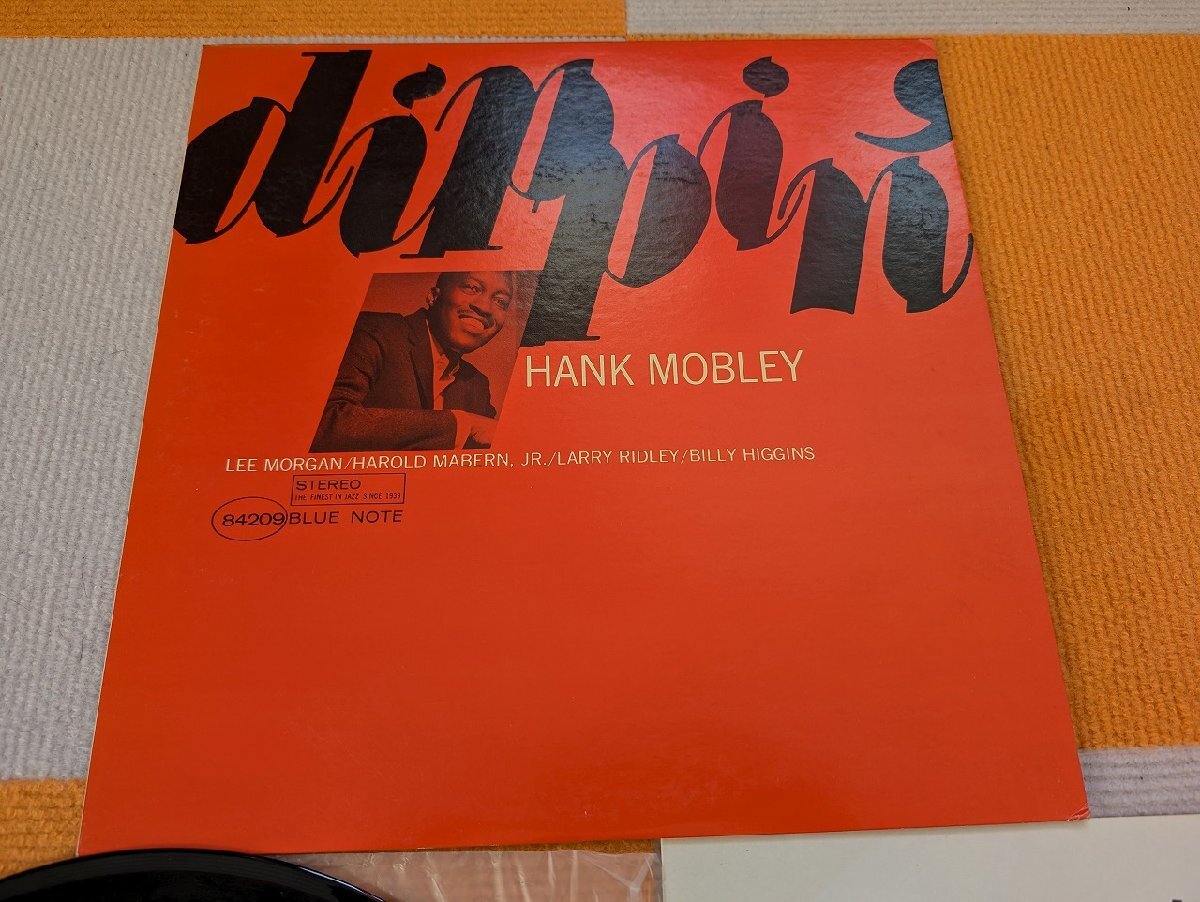 dippin'
HANK MOBLEY
LEE MORGAN/HAROLD MABERN, JR./LARRY RIDLEY/BILLY HIGGINS
STEREO
THE FINEST IN JAZZ SINCE 1939
84209 BLUE NOTE